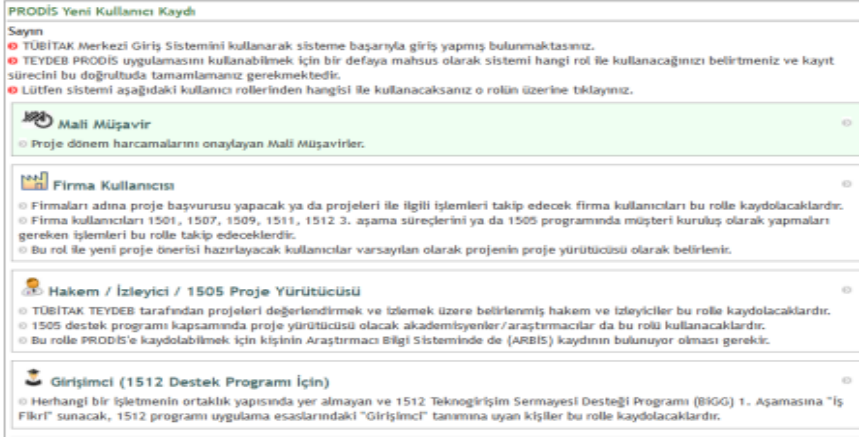 PRODİS Yeni Kullanıcı Kaydı
Sayın
TÜBİTAK Merkezi Giriş Sistemini kullanarak sisteme başarıyla giriş yapmış bulunmaktasınız.
TEYDEB PRODİS uygulamasını kullanabilmek için bir defaya mahsus olarak sistemi hangi rol ile kullanacağınızı belirtmeniz ve kayıt
sürecini bu doğrultuda tamamlamanız gerekmektedir.
Lütfen sistemi aşağıdaki kullanıcı rollerinden hangisi ile kullanacaksanız o rolün üzerine tıklayınız.
Mali Müşavir
Proje dönem harcamalarını onaylayan Mali Müşavirler.
Firma Kullanıcısı
Firmaları adına proje başvurusu yapacak ya da projeleri ile ilgili işlemleri takip edecek firma kullanıcıları bu rolle kaydolacaklardır.
Firma kullanıcıları 1501, 1507, 1509, 1511, 1512 3. aşama süreçlerini ya da 1505 programında müşteri kuruluş olarak yapmaları
gereken işlemleri bu rolle takip edeceklerdir.
Bu rol ile yeni proje önerisi hazırlayacak kullanıcılar varsayılan olarak projenin proje yürütücüsü olarak belirlenir.
Hakem / İzleyici / 1505 Proje Yürütücüsü
TÜBİTAK TEYDEB tarafından projeleri değerlendirmek ve izlemek üzere belirlenmiş hakem ve izleyiciler bu rolle kaydolacaklardır.
1505 destek programı kapsamında proje yürütücüsü olacak akademisyenler/araştırmacılar da bu rolü kullanacaklardır.
Bu rolle PRODİS'e kaydolabilmek için kişinin Araştırmacı Bilgi Sisteminde de (ARBİS) kaydının bulunuyor olması gerekir.
Girişimci (1512 Destek Programı İçin)
Herhangi bir işletmenin ortaklık yapısında yer almayan ve 1512 Teknogirişim Sermayesi Desteği Programı (BİGG) 1. Aşamasına "İş
Fikri" sunacak, 1512 programı uygulama esaslarındaki "Girişimci" tanımına uyan kişiler bu rolle kaydolacaklardır.